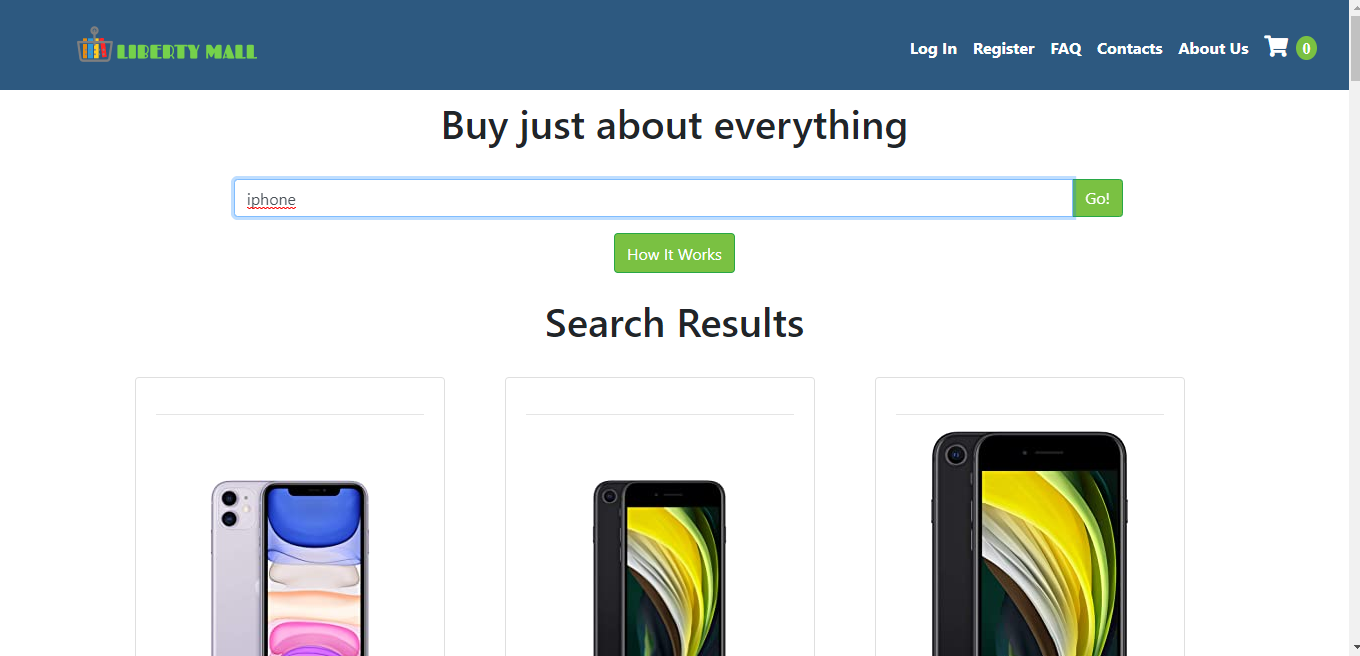 LIBERTY MALL
Log In Register FAQ Contacts About Us 0
Buy just about everything
iphone Go!
How It Works
Search Results